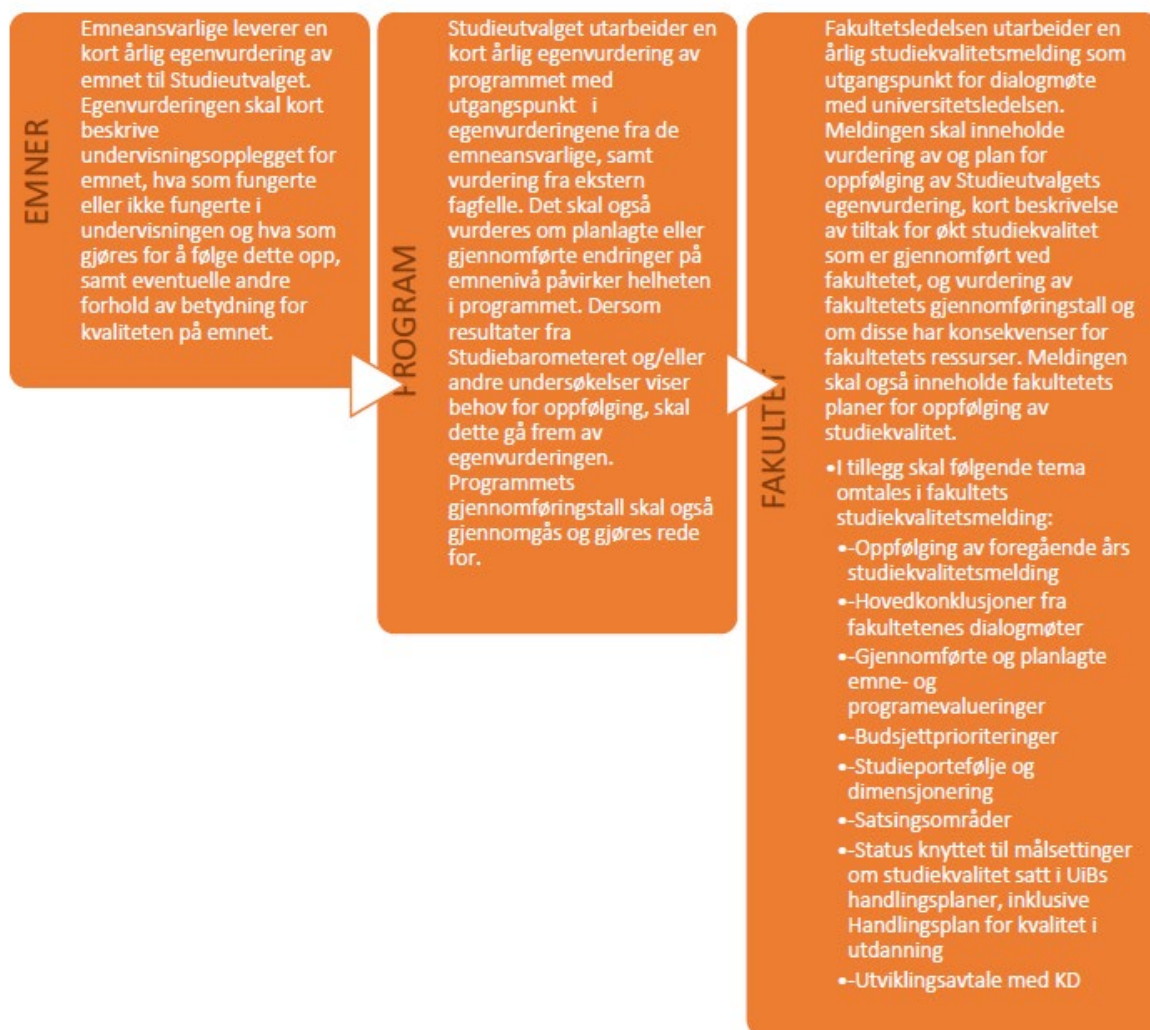 EMNER
Emneansvarlige leverer en
kort årlig egenvurdering av
emnet til Studieutvalget.
Egenvurderingen skal kort
beskrive
undervisningsopplegget for
emnet, hva som fungerte
eller ikke fungerte i
undervisningen og hva som
gjøres for å følge dette opp,
samt eventuelle andre
forhold av betydning for
kvaliteten på emnet.
PROGRAM
Studieutvalget utarbeider en
kort årlig egenvurdering av
programmet med
utgangspunkt i
egenvurderingene fra de
emneansvarlige, samt
vurdering fra ekstern
fagfelle. Det skal også
vurderes om planlagte eller
gjennomførte endringer på
emnenivå påvirker helheten
i programmet. Dersom
resultater fra
Studiebarometeret og/eller
andre undersøkelser viser
behov for oppfølging, skal
dette gå frem av
egenvurderingen.
Programmets
gjennomføringstall skal også
gjennomgås og gjøres rede
for.
FAKULTET
Fakultetsledelsen utarbeider en
årlig studiekvalitetsmelding som
utgangspunkt for dialogmøte
med universitetsledelsen.
Meldingen skal inneholde
vurdering av og plan for
oppfølging av Studieutvalgets
egenvurdering, kort beskrivelse
av tiltak for økt studiekvalitet
som er gjennomført ved
fakultetet, og vurdering av
fakultetets gjennomføringstall og
om disse har konsekvenser for
fakultetets ressurser. Meldingen
skal også inneholde fakultetets
planer for oppfølging av
studiekvalitet.
•I tillegg skal følgende tema
omtales i fakultets
studiekvalitetsmelding:
•-Oppfølging av foregående års
studiekvalitetsmelding
•-Hovedkonklusjoner fra
fakultetenes dialogmøter
•-Gjennomførte og planlagte
emne- og
programevalueringer
•-Budsjettprioriteringer
•-Studieportefølje og
dimensjonering
•-Satsingsområder
•-Status knyttet til målsettinger
om studiekvalitet satt i UiBs
handlingsplaner, inklusive
Handlingsplan for kvalitet i
utdanning
•-Utviklingsavtale med KD